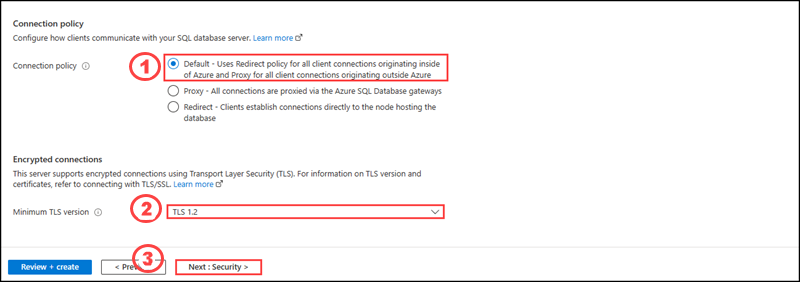 Connection policy
Configure how clients communicate with your SQL database server. Learn more
Connection policy
1
Default - Uses Redirect policy for all client connections originating inside
of Azure and Proxy for all client connections originating outside Azure
Proxy - All connections are proxied via the Azure SQL Database gateways
Redirect - Clients establish connections directly to the node hosting the
database
Encrypted connections
This server supports encrypted connections using Transport Layer Security (TLS). For information on TLS version and
certificates, refer to connecting with TLS/SSL. Learn more
Minimum TLS version
2
TLS 1.2
3
Review + create
<
Next : Security >